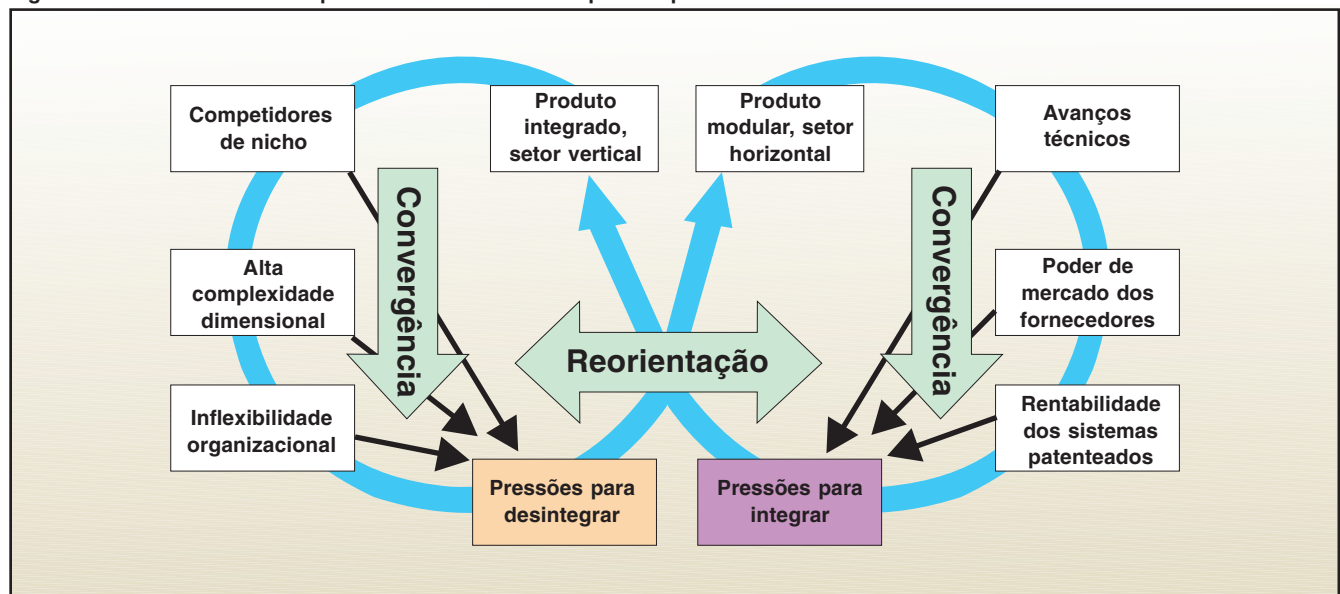 Competidores
de nicho
Produto
integrado,
setor vertical
Produto
modular, setor
horizontal
Avanços
técnicos
Convergência
Convergência
Alta
complexidade
dimensional
Poder de
mercado dos
fornecedores
Reorientação
Inflexibilidade
organizacional
Rentabilidade
dos sistemas
patenteados
Pressões para
desintegrar
Pressões para
integrar